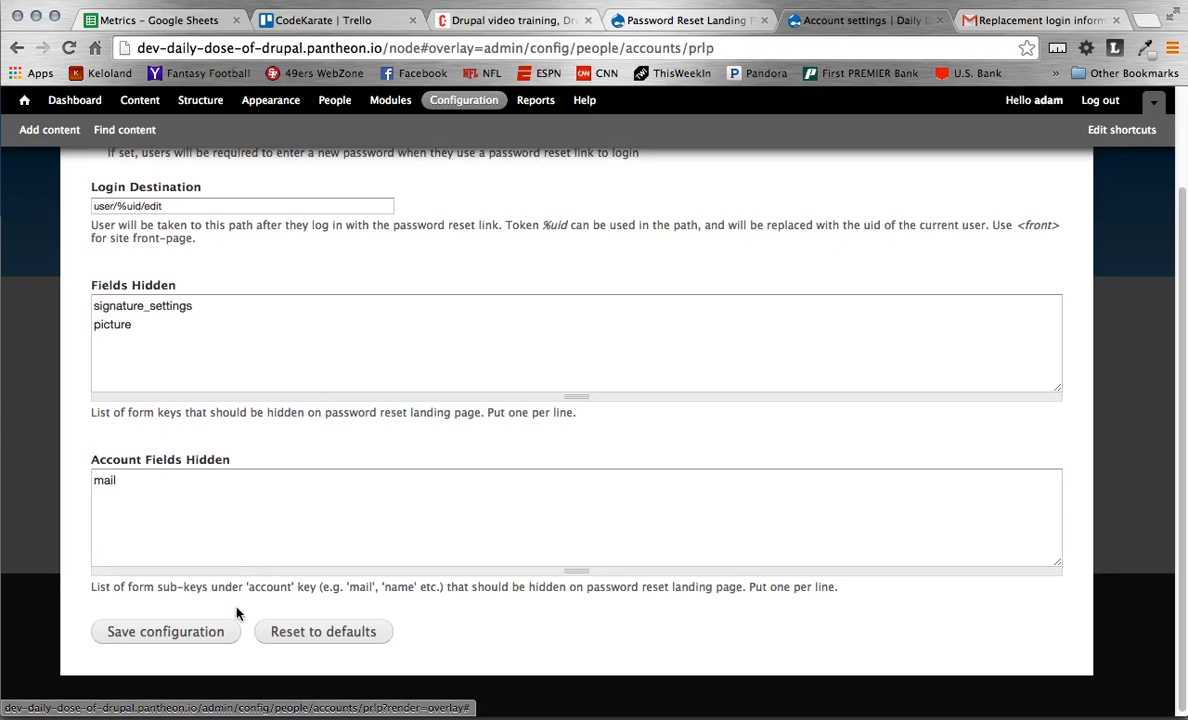 Metrics - Google Sheets
CodeKarate | Trello
Drupal video training, Dr
Password Reset Landing P
Account settings | Daily D
Replacement login inform
dev-daily-dose-of-drupal.pantheon.io/node#overlay=admin/config/people/accounts/prlp
Apps
Keloland
Fantasy Football
49ers WebZone
Facebook
NFL
ESPN
CNN
ThisWeekIn
Pandora
First PREMIER Bank
U.S. Bank
»
Other Bookmarks
Dashboard
Content
Structure
Appearance
People
Modules
Configuration
Reports
Help
Hello adam
Log out
Add content
Find content
Edit shortcuts
If set, users will be required to enter a new password when they use a password reset link to login
Login Destination
user/%uid/edit
User will be taken to this path after they log in with the password reset link. Token %uid can be used in the path, and will be replaced with the uid of the current user. Use <front>
for site front-page.
Fields Hidden
signature_settings
picture
List of form keys that should be hidden on password reset landing page. Put one per line.
Account Fields Hidden
mail
List of form sub-keys under 'account' key (e.g. 'mail', 'name' etc.) that should be hidden on password reset landing page. Put one per line.
Save configuration
Reset to defaults
dev-daily-dose-of-drupal.pantheon.io/admin/config/people/accounts/prlp?render=overlay#